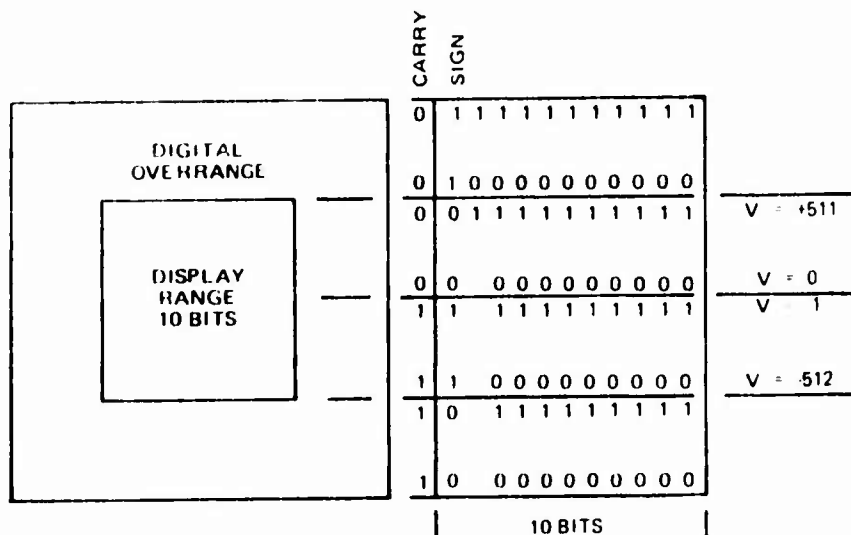 CARRY
SIGN
DIGITAL
OVERRANGE
DISPLAY
RANGE
10 BITS
0 1 1 1 1 1 1 1 1 1 1 1
0 1 0 0 0 0 0 0 0 0 0 0
0 0 1 1 1 1 1 1 1 1 1 1
V = +511
0 0 0 0 0 0 0 0 0 0 0
V = 0
1 1 1 1 1 1 1 1 1 1 1
V = 1
1 1 0 0 0 0 0 0 0 0 0
V = -512
1 0 1 1 1 1 1 1 1 1 1
1 0 0 0 0 0 0 0 0 0 0
10 BITS